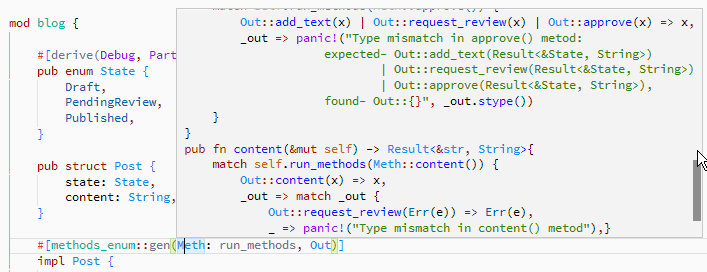 mod blog {
#[derive(Debug, Part
pub enum State {
Draft,
PendingReview,
Published,
}
pub struct Post {
state: State,
content: String,
}
#[methods_enum::gen(Meth: run_methods, Out)]
impl Post {
Out::add_text(x) | Out::request_review(x) | Out::approve(x) => x,
_out => panic!("Type mismatch in approve() metod:
expected- Out::add_text(Result<&State, String>)
| Out::request_review(Result<&State, String>)
| Out::approve(Result<&State, String>),
found- Out::{}", _out.stype())
}
}
pub fn content(&mut self) -> Result<&str, String>{
match self.run_methods(Meth::content()) {
Out::content(x) => x,
_out => match _out {
Out::request_review(Err(e)) => Err(e),
_ => panic!("Type mismatch in content() metod"),}